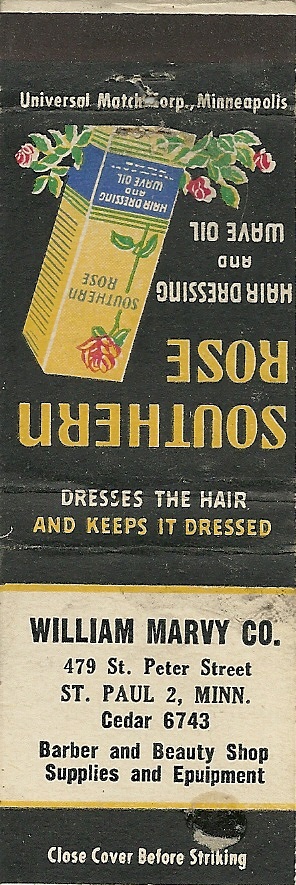 Universal Match Corp., Minneapolis
SOUTHERN
ROSE
HAIR DRESSING
AND
WAVE OIL
SOUTHERN
ROSE
HAIR DRESSING
AND
WAVE OIL
DRESSES THE HAIR
AND KEEPS IT DRESSED
WILLIAM MARVY CO.
479 St. Peter Street
ST. PAUL 2, MINN.
Cedar 6743
Barber and Beauty Shop
Supplies and Epuipment
Close Cover Before Striking